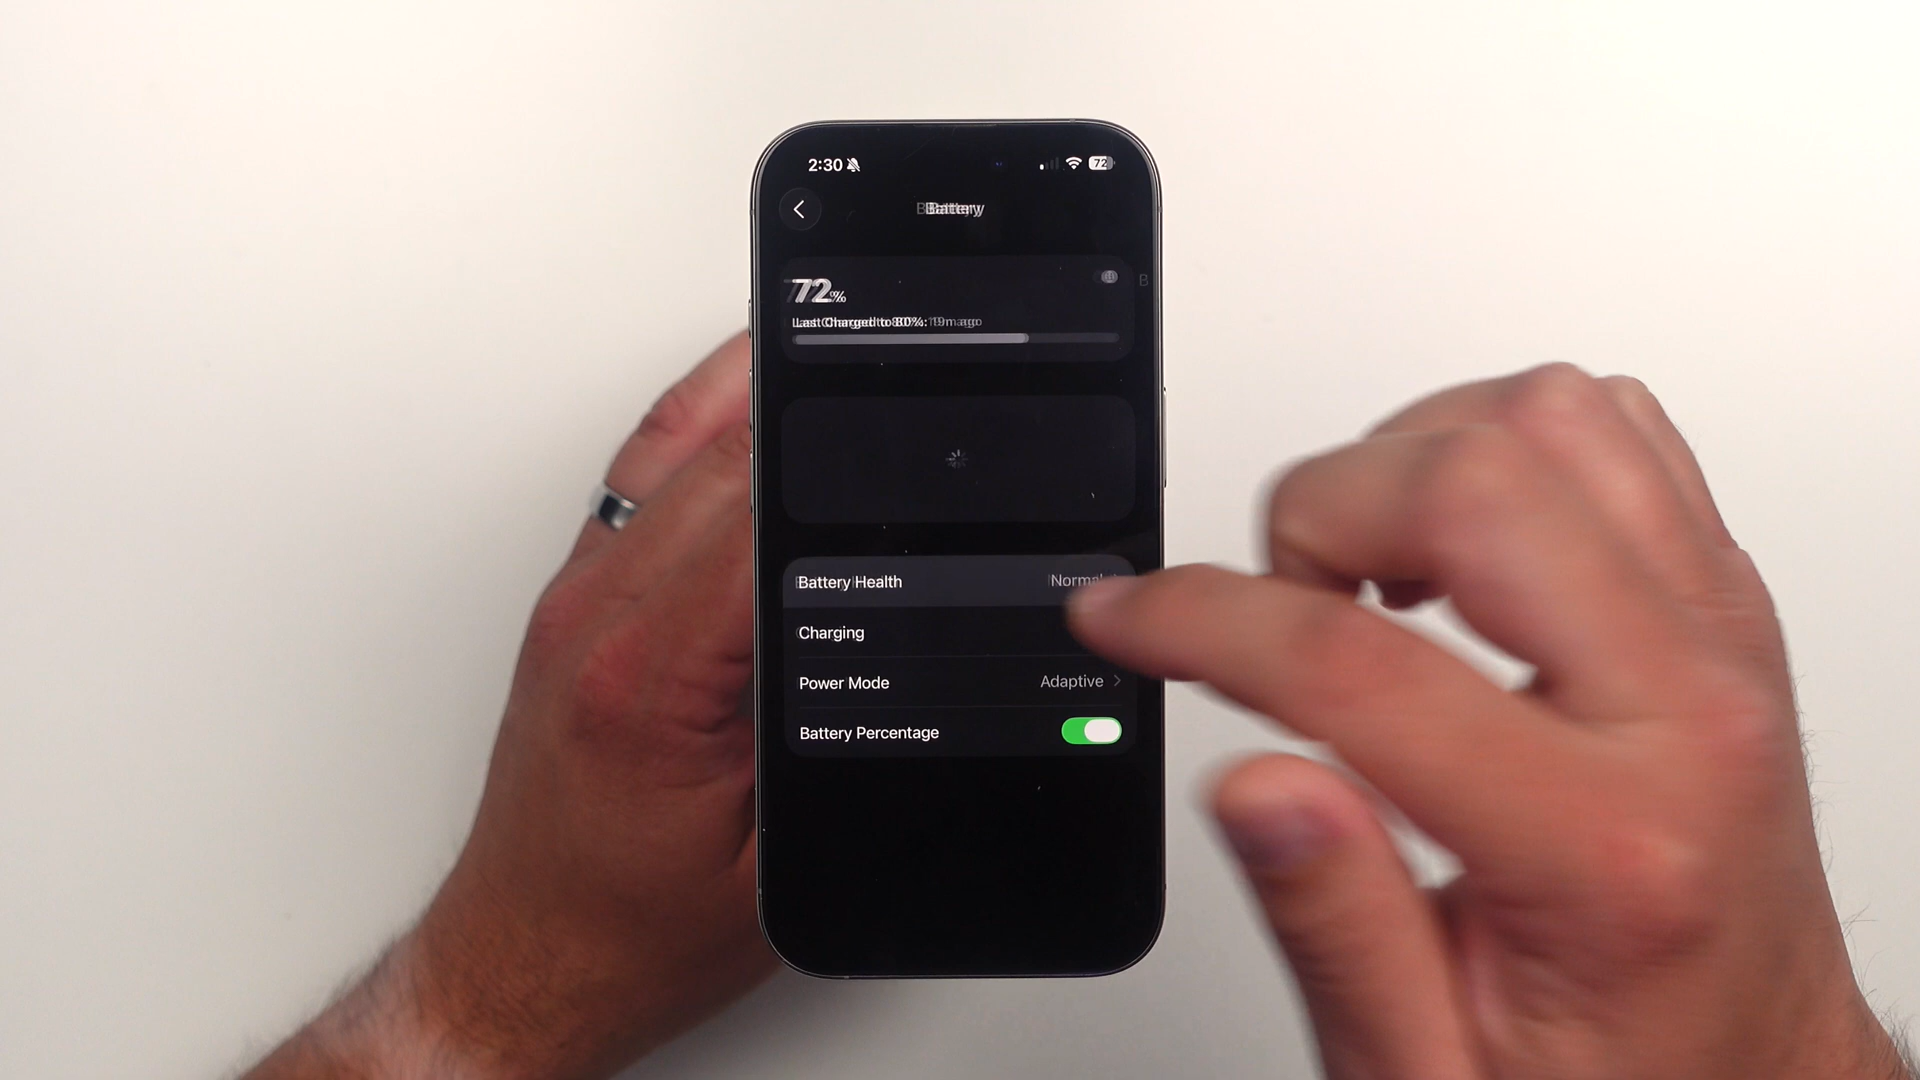 2:30
72
Battery
72%
Last Charged to 80%: 19m ago
Battery Health Normal
Charging
Power Mode Adaptive
Battery Percentage